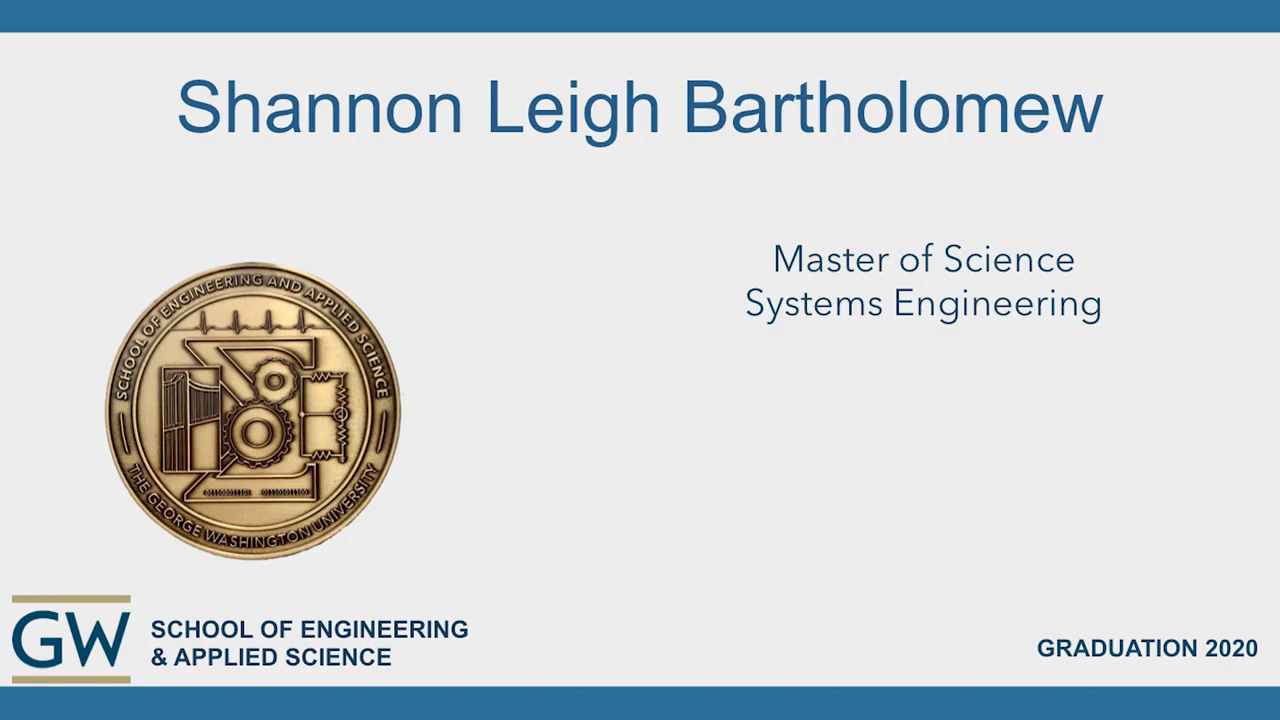 Shannon Leigh Bartholomew
Master of Science
Systems Engineering
SCHOOL OF ENGINEERING AND APPLIED SCIENCE
THE GEORGE WASHINGTON UNIVERSITY
GW
SCHOOL OF ENGINEERING
& APPLIED SCIENCE
GRADUATION 2020